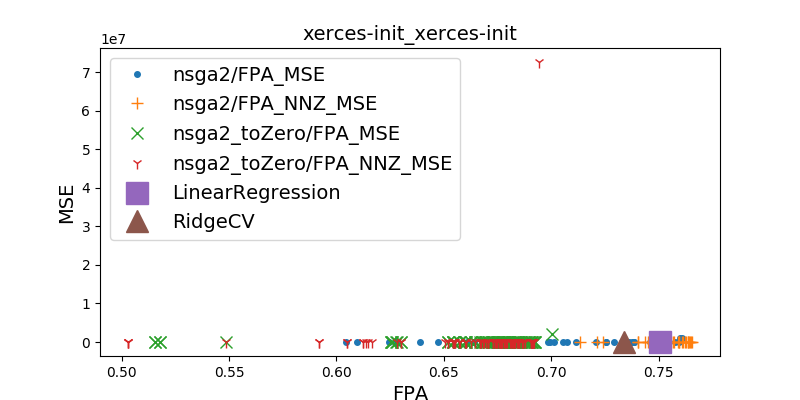 xerces-init_xerces-init
1e7
nsga2/FPA_MSE
nsga2/FPA_NNZ_MSE
nsga2_toZero/FPA_MSE
nsga2_toZero/FPA_NNZ_MSE
LinearRegression
RidgeCV
MSE
7
6
5
4
3
2
1
0
0.50 0.55 0.60 0.65 0.70 0.75
FPA